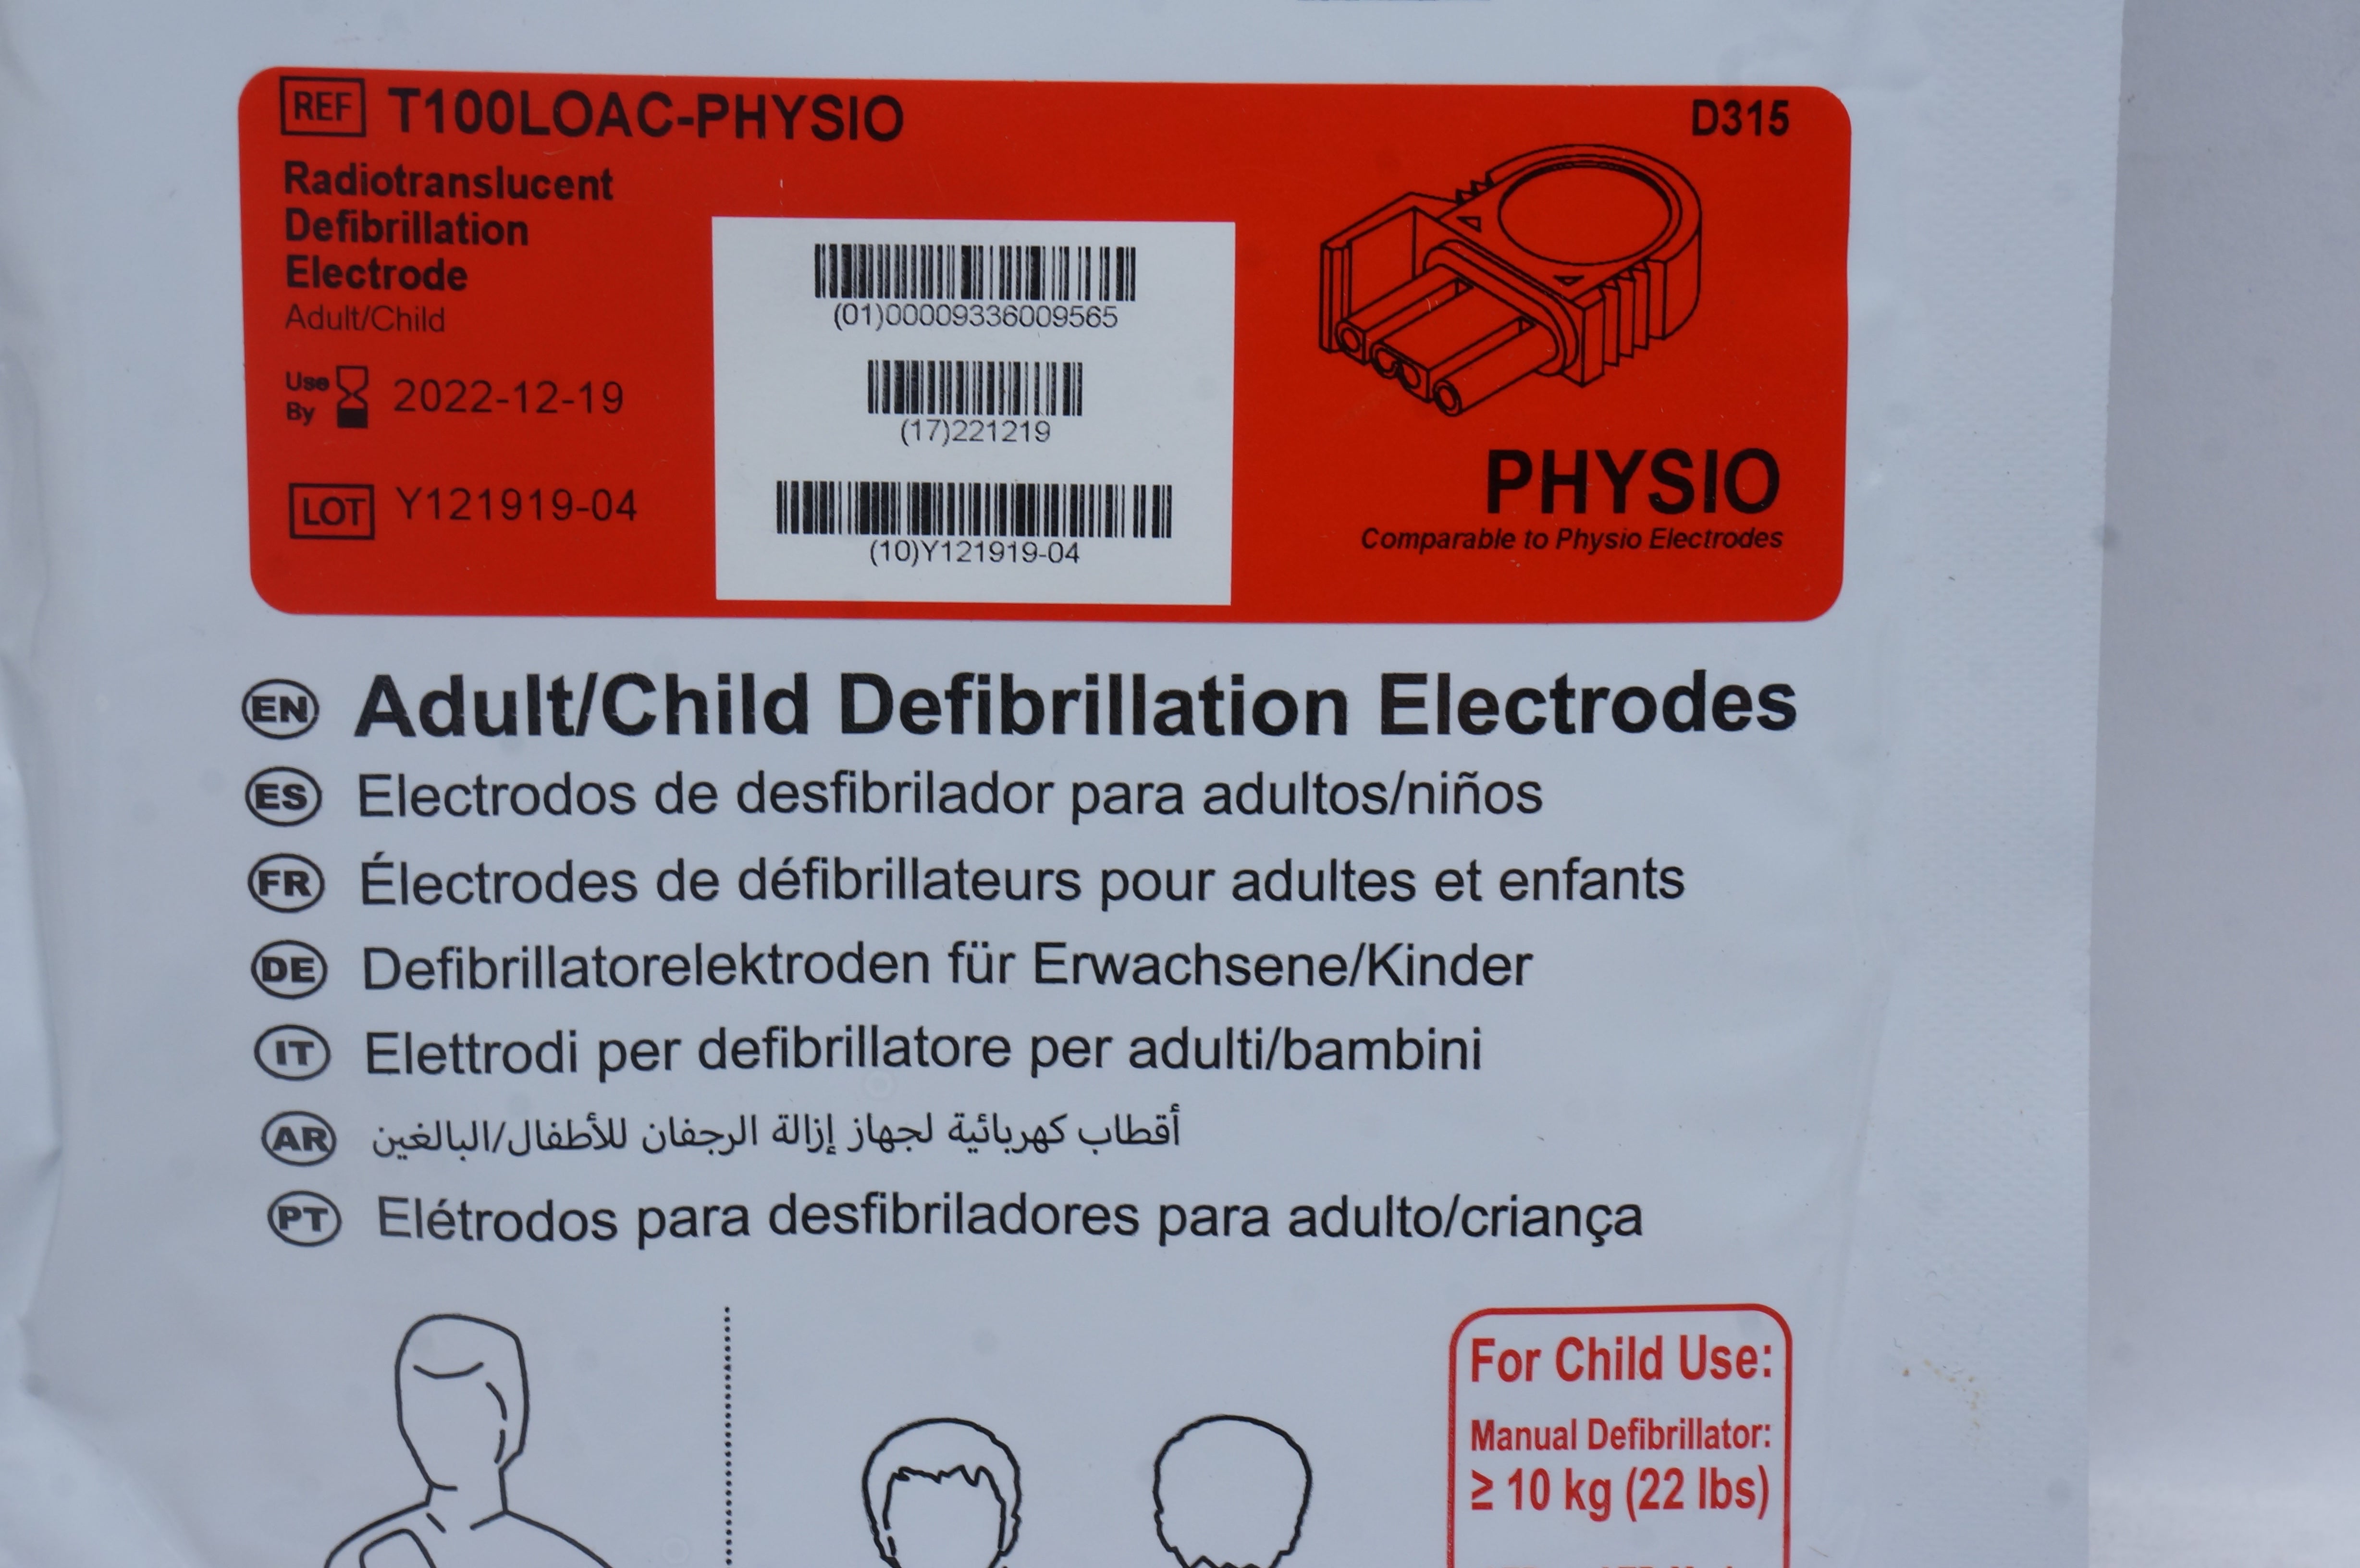 REF T100LOAC-PHYSIO
D315
Radiotranslucent
Defibrillation
Electrode
Adult/Child
Use
By
2022-12-19
LOT Y121919-04
(01)00009336009565
(17)221219
(10)Y121919-04
PHYSIO
Comparable to Physio Electrodes
EN Adult/Child Defibrillation Electrodes
ES Electrodos de desfibrilador para adultos/niños
FR Électrodes de défibrillateurs pour adultes et enfants
DE Defibrillatorelektroden für Erwachsene/Kinder
IT Elettrodi per defibrillatore per adulti/bambini
AR أقطاب كهربائية لجهاز إزالة الرجفان للأطفال/البالغين
PT Elétrodos para desfibriladores para adulto/criança
For Child Use:
Manual Defibrillator:
≥ 10 kg (22 lbs)